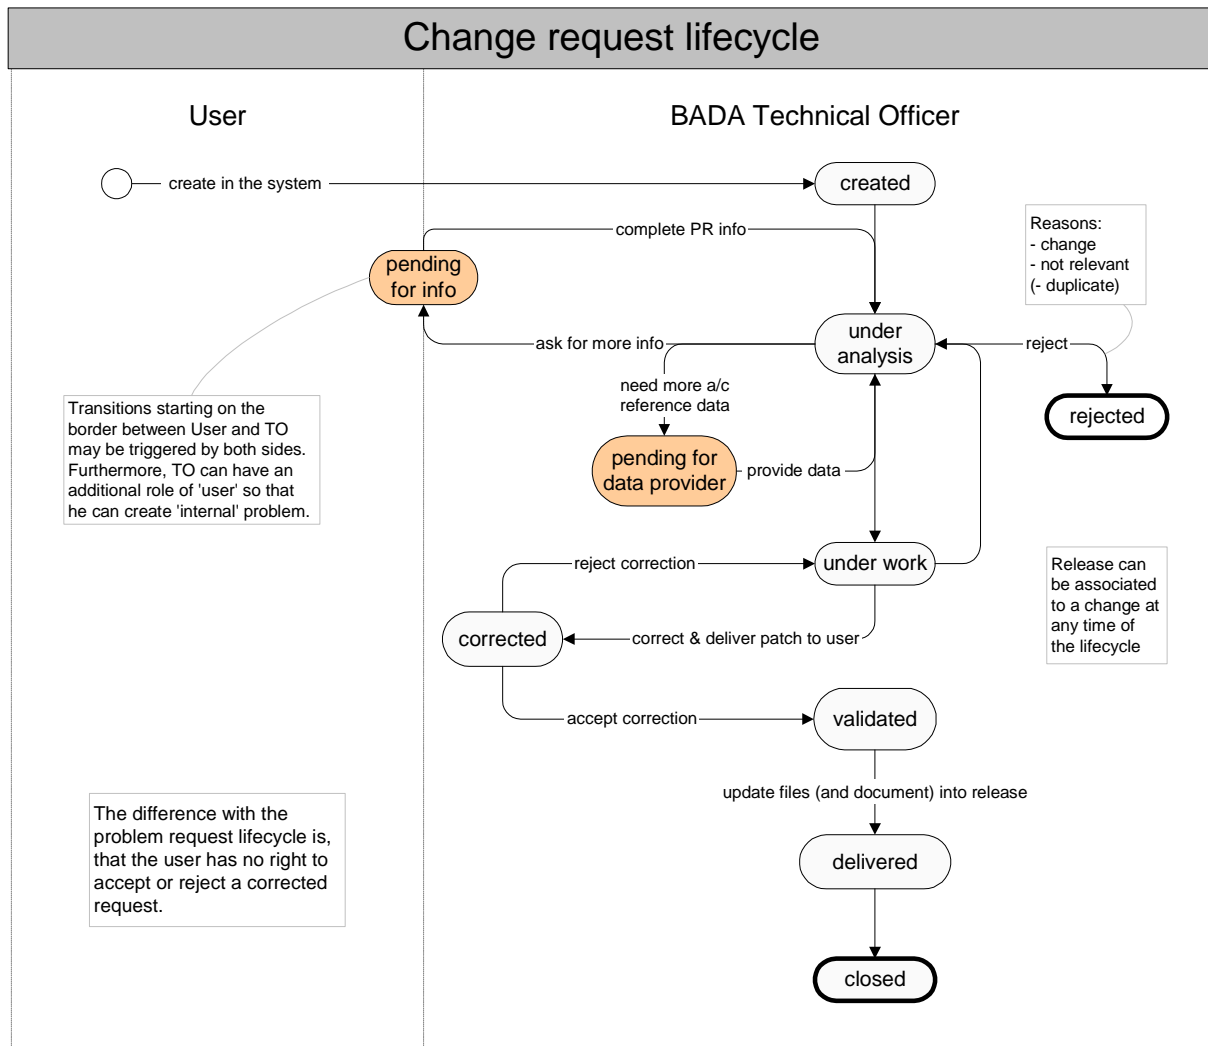 Change request lifecycle
User
BADA Technical Officer
create in the system
created
complete PR info
Reasons:
- change
- not relevant
(- duplicate)
pending
for info
under
analysis
ask for more info
reject
need more a/c
reference data
rejected
Transitions starting on the
border between User and TO
may be triggered by both sides.
Furthermore, TO can have an
additional role of 'user' so that
he can create 'internal' problem.
pending for
data provider
provide data
reject correction
under work
Release can
be associated
to a change at
any time of
the lifecycle
corrected
correct & deliver patch to user
accept correction
validated
update files (and document) into release
The difference with the
problem request lifecycle is,
that the user has no right to
accept or reject a corrected
request.
delivered
closed